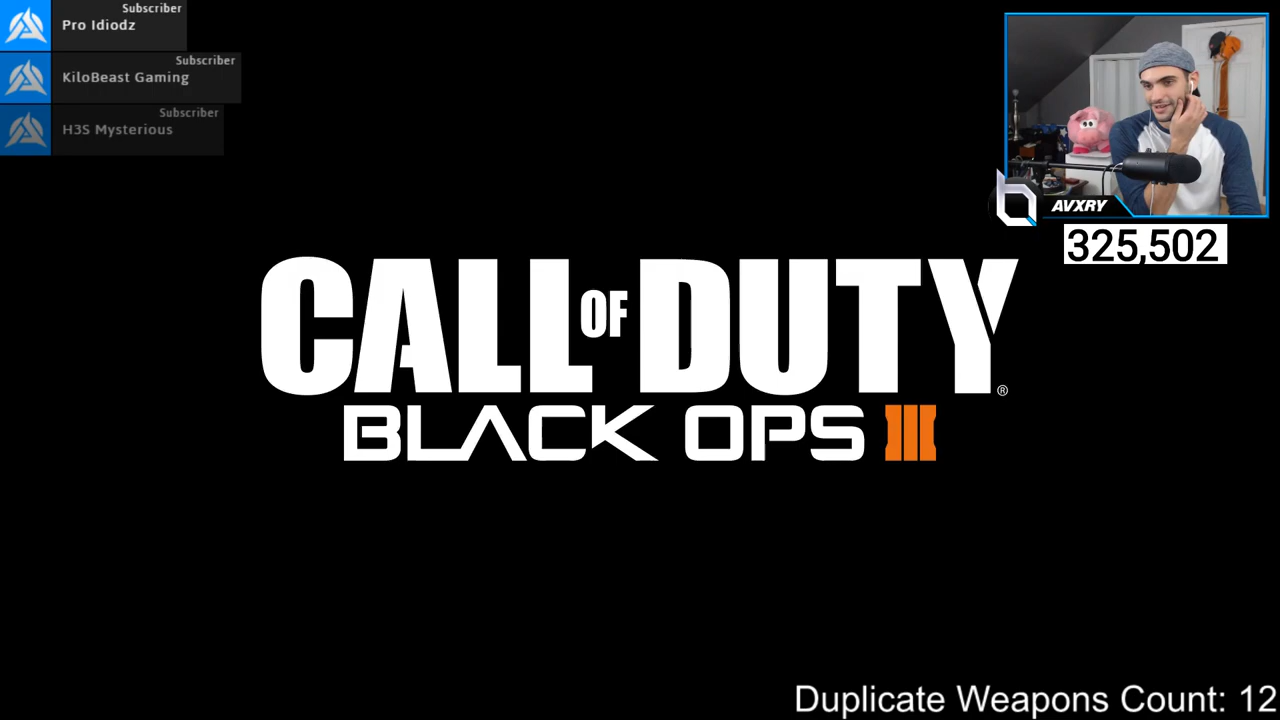 Subscriber
Pro Idiodz
Subscriber
KiloBeast Gaming
Subscriber
H3S Mysterious
AVXRY
325,502
CALL OF DUTY®
BLACK OPS III
Duplicate Weapons Count: 12